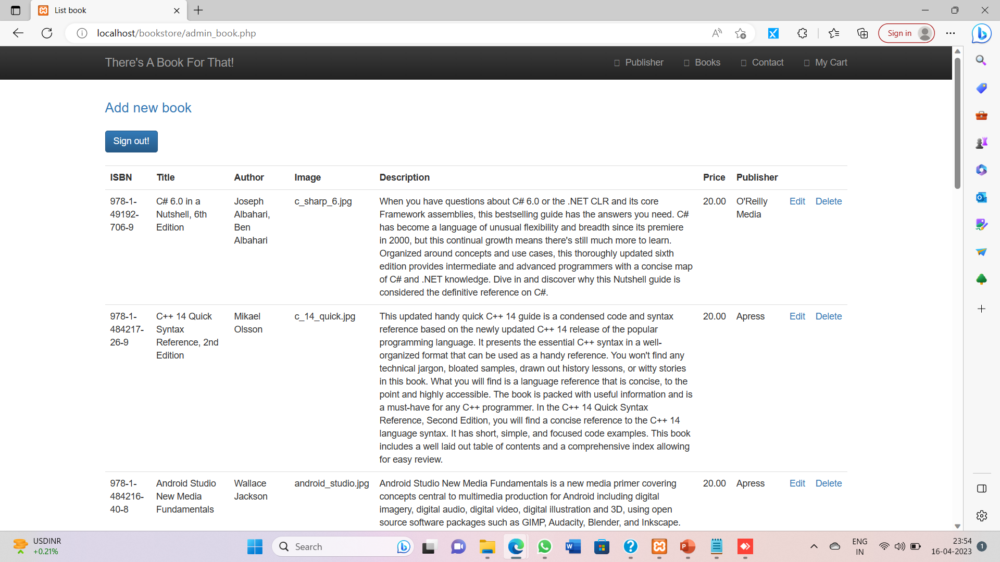 List book
localhost/bookstore/admin_book.php
Sign in
There's A Book For That!
Publisher
Books
Contact
My Cart
Add new book
Sign out!
ISBN Title Author Image Description Price Publisher
978-1-
49192-
706-9
C# 6.0 in a
Nutshell, 6th
Edition
Joseph
Albahari,
Ben
Albahari
c_sharp_6.jpg
When you have questions about C# 6.0 or the .NET CLR and its core
Framework assemblies, this bestselling guide has the answers you need. C#
has become a language of unusual flexibility and breadth since its premiere
in 2000, but this continual growth means there's still much more to learn.
Organized around concepts and use cases, this thoroughly updated sixth
edition provides intermediate and advanced programmers with a concise map
of C# and .NET knowledge. Dive in and discover why this Nutshell guide is
considered the definitive reference on C#.
20.00
O'Reilly
Media
Edit
Delete
978-1-
484217-
26-9
C++ 14 Quick
Syntax
Reference, 2nd
Edition
Mikael
Olsson
c_14_quick.jpg
This updated handy quick C++ 14 guide is a condensed code and syntax
reference based on the newly updated C++ 14 release of the popular
programming language. It presents the essential C++ syntax in a well-
organized format that can be used as a handy reference. You won't find any
technical jargon, bloated samples, drawn out history lessons, or witty stories
in this book. What you will find is a language reference that is concise, to the
point and highly accessible. The book is packed with useful information and is
a must-have for any C++ programmer. In the C++ 14 Quick Syntax
Reference, Second Edition, you will find a concise reference to the C++ 14
language syntax. It has short, simple, and focused code examples. This book
includes a well laid out table of contents and a comprehensive index allowing
for easy review.
20.00
Apress
Edit
Delete
978-1-
484216-
40-8
Android Studio
New Media
Fundamentals
Wallace
Jackson
android_studio.jpg
Android Studio New Media Fundamentals is a new media primer covering
concepts central to multimedia production for Android including digital
imagery, digital audio, digital video, digital illustration and 3D, using open
source software packages such as GIMP, Audacity, Blender, and Inkscape.
20.00
Apress
Edit
Delete
USDINR
+0.21%
Search
ENG
IN
23:54
16-04-2023
1